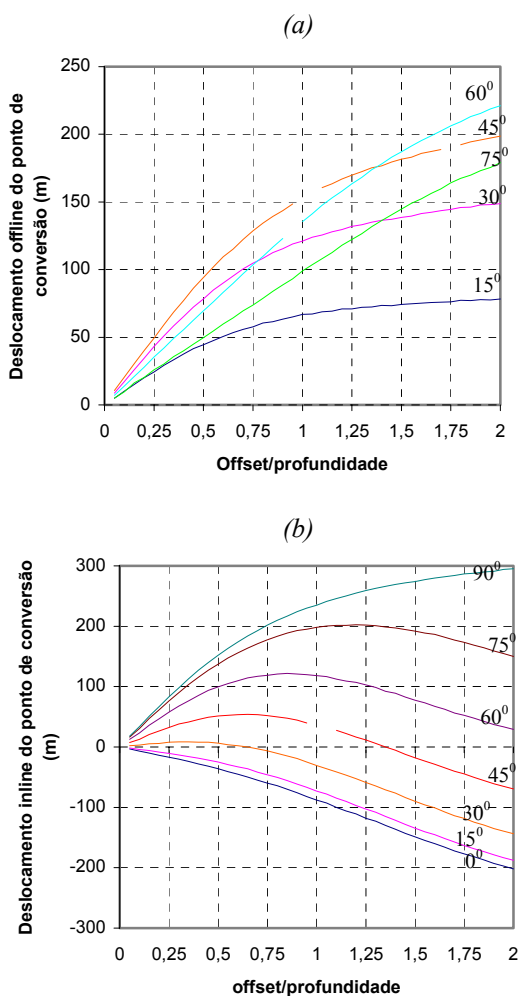 (a)
250
200
150
100
50
0
Deslocamento offline do ponto de
conversão (m)
60⁰
45⁰
75⁰
30⁰
15⁰
0 0,25 0,5 0,75 1 1,25 1,5 1,75 2
Offset/profundidade
(b)
300
200
100
0
-100
-200
-300
Deslocamento inline do ponto de conversão
(m)
90⁰
75⁰
60⁰
45⁰
30⁰
15⁰
0⁰
0 0,25 0,5 0,75 1 1,25 1,5 1,75 2
offset/profundidade